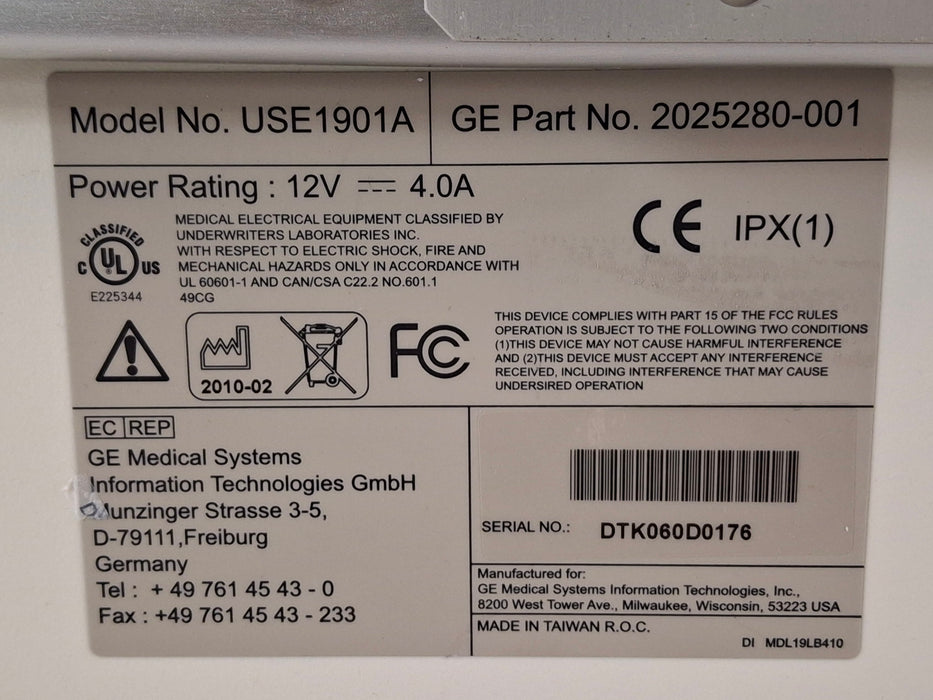 Model No. USE1901A
GE Part No. 2025280-001
Power Rating : 12V ⎓ 4.0A
CLASSIFIED
C UL US
E225344
MEDICAL ELECTRICAL EQUIPMENT CLASSIFIED BY
UNDERWRITERS LABORATORIES INC.
WITH RESPECT TO ELECTRIC SHOCK, FIRE AND
MECHANICAL HAZARDS ONLY IN ACCORDANCE WITH
UL 60601-1 AND CAN/CSA C22.2 NO.601.1
49CG
CE IPX(1)
2010-02
FC
THIS DEVICE COMPLIES WITH PART 15 OF THE FCC RULES
OPERATION IS SUBJECT TO THE FOLLOWING TWO CONDITIONS
(1)THIS DEVICE MAY NOT CAUSE HARMFUL INTERFERENCE
AND (2)THIS DEVICE MUST ACCEPT ANY INTERFERENCE
RECEIVED, INCLUDING INTERFERENCE THAT MAY CAUSE
UNDERSIRED OPERATION
EC REP
GE Medical Systems
Information Technologies GmbH
Munzinger Strasse 3-5,
D-79111,Freiburg
Germany
Tel : + 49 761 45 43 - 0
Fax : +49 761 45 43 - 233
SERIAL NO.: DTK060D0176
Manufactured for:
GE Medical Systems Information Technologies, Inc.,
8200 West Tower Ave., Milwaukee, Wisconsin, 53223 USA
MADE IN TAIWAN R.O.C.
DI MDL19LB410